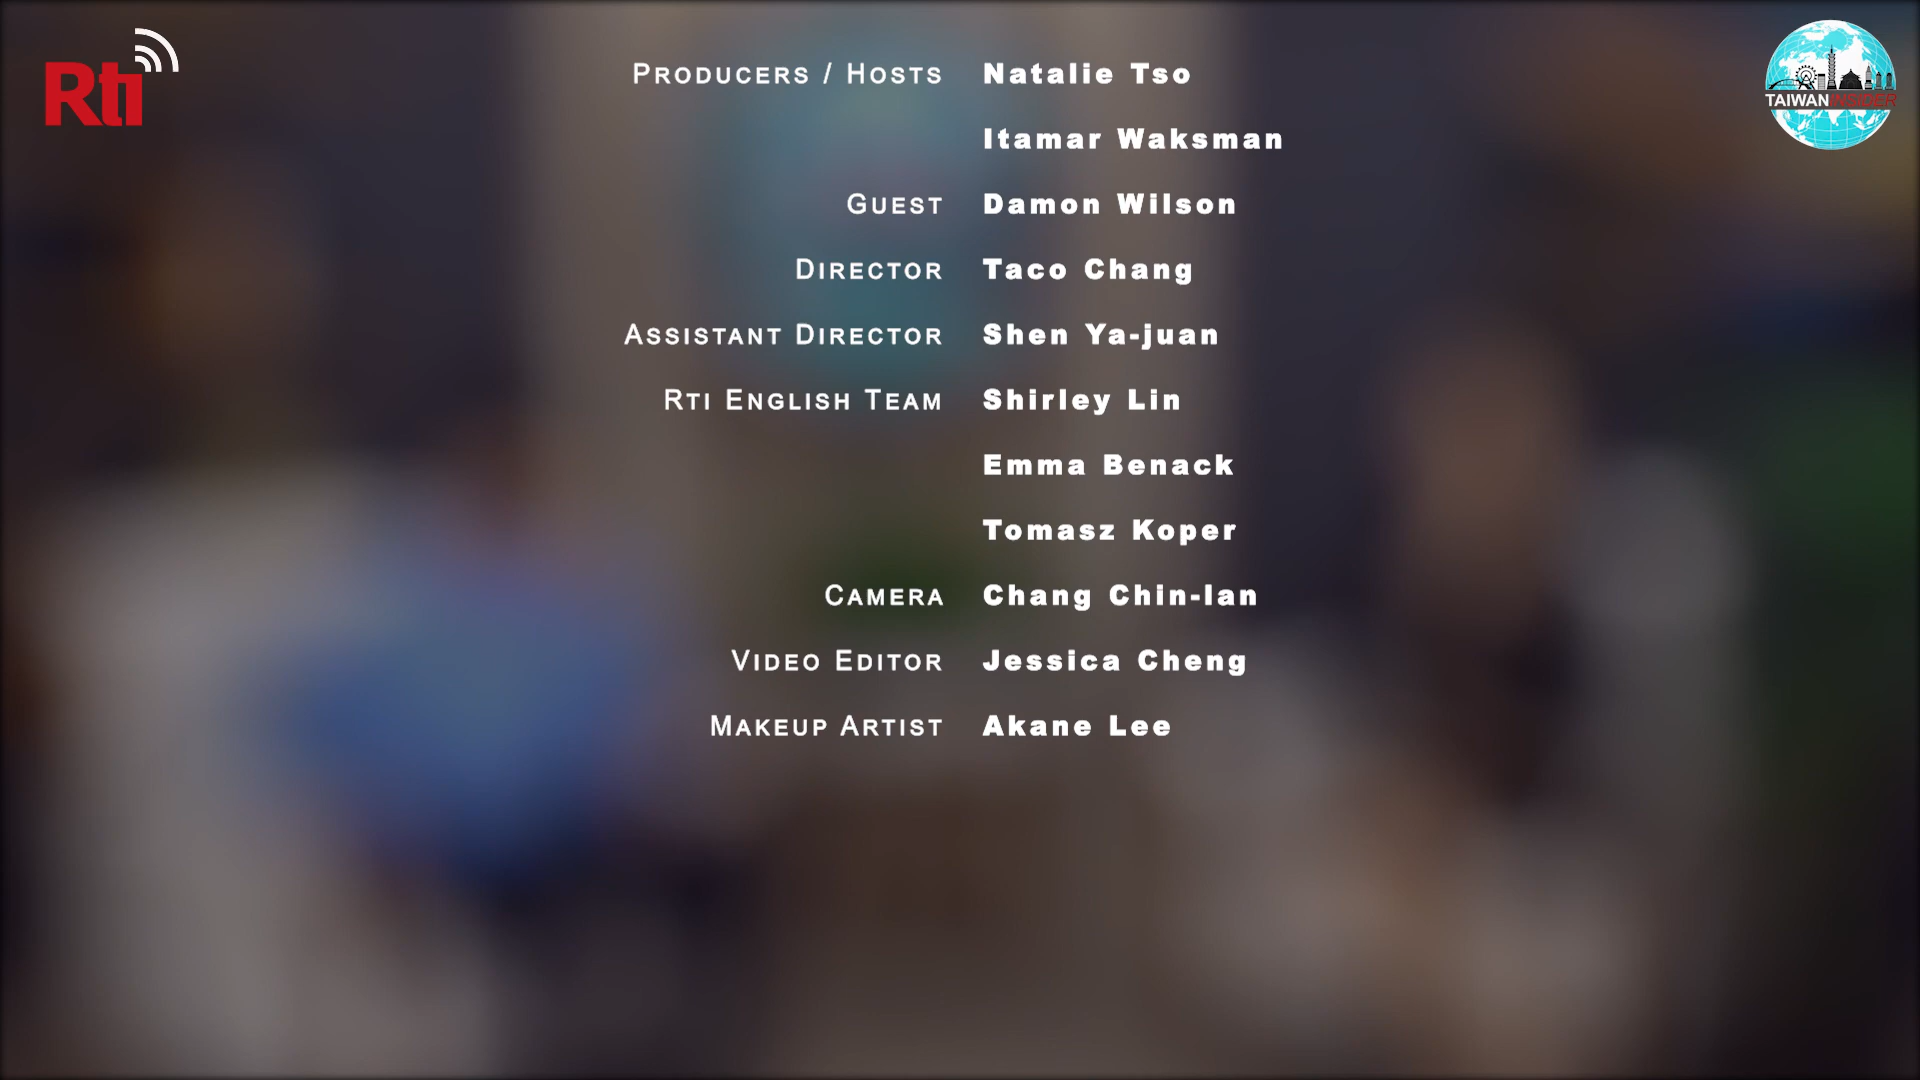 Rti
TAIWAN INSIDER
PRODUCERS / HOSTS Natalie Tso
Itamar Waksman
GUEST Damon Wilson
DIRECTOR Taco Chang
ASSISTANT DIRECTOR Shen Ya-juan
RTI ENGLISH TEAM Shirley Lin
Emma Benack
Tomasz Koper
CAMERA Chang Chin-lan
VIDEO EDITOR Jessica Cheng
MAKEUP ARTIST Akane Lee